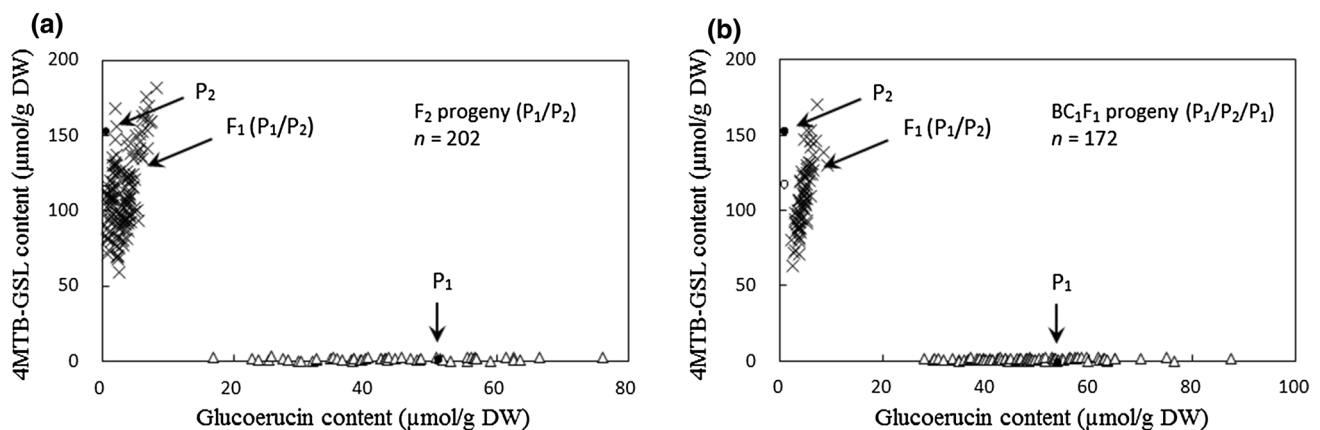 (a)
200
150
100
50
0
4MTB-GSL content (µmol/g DW)
P₂
F₁ (P₁/P₂)
F₂ progeny (P₁/P₂)
n = 202
P₁
0 20 40 60 80
Glucoerucin content (µmol/g DW)
(b)
200
150
100
50
0
4MTB-GSL content (µmol/g DW)
P₂
F₁ (P₁/P₂)
BC₁F₁ progeny (P₁/P₂/P₁)
n = 172
P₁
0 20 40 60 80 100
Glucoerucin content (µmol/g DW)